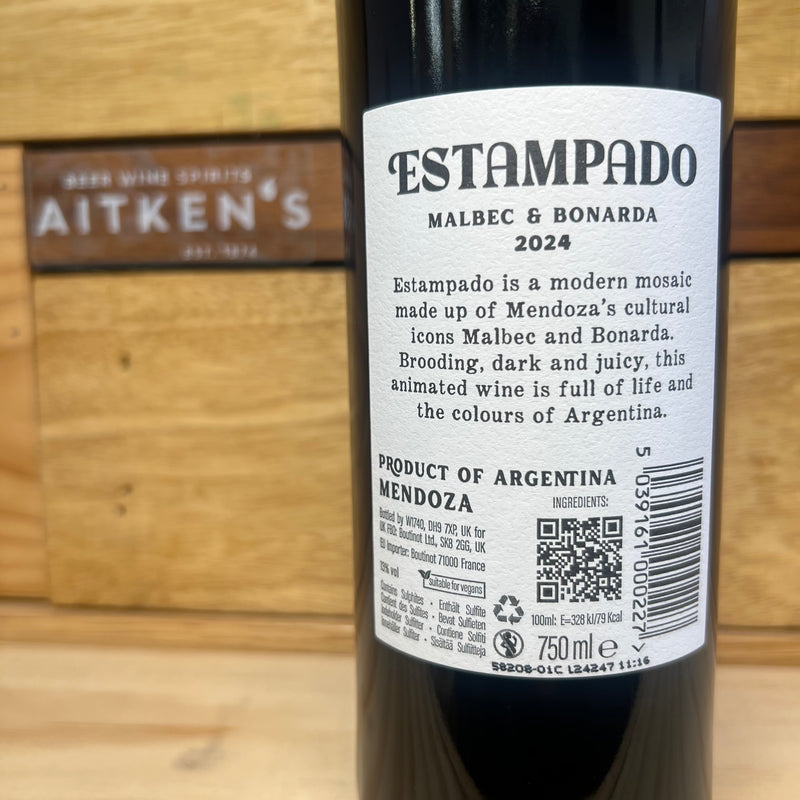 BEER WINE SPIRITS
AITKEN'S
EST. 1874
ESTAMPADO
MALBEC & BONARDA
2024
Estampado is a modern mosaic
made up of Mendoza's cultural
icons Malbec and Bonarda.
Brooding, dark and juicy, this
animated wine is full of life and
the colours of Argentina.
PRODUCT OF ARGENTINA
MENDOZA
Bottled by W1740, DH9 7XP, UK for
UK FBO: Boutinot Ltd., SK8 2GG, UK
EU Importer: Boutinot 71000 France
13% vol
Suitable for vegans
Contains Sulphites • Enthält Sulfite
Contient des Sulfites • Bevat Sulfieten
Indeholder Sulfitter • Contiene Solfiti
Innehåller Sulfiter • Sisältää Sulfiitteja
INGREDIENTS:
100ml: E=328 kJ/79 Kcal
750 ml e
5 039161 000227 >
58208-01C L24247 11:16